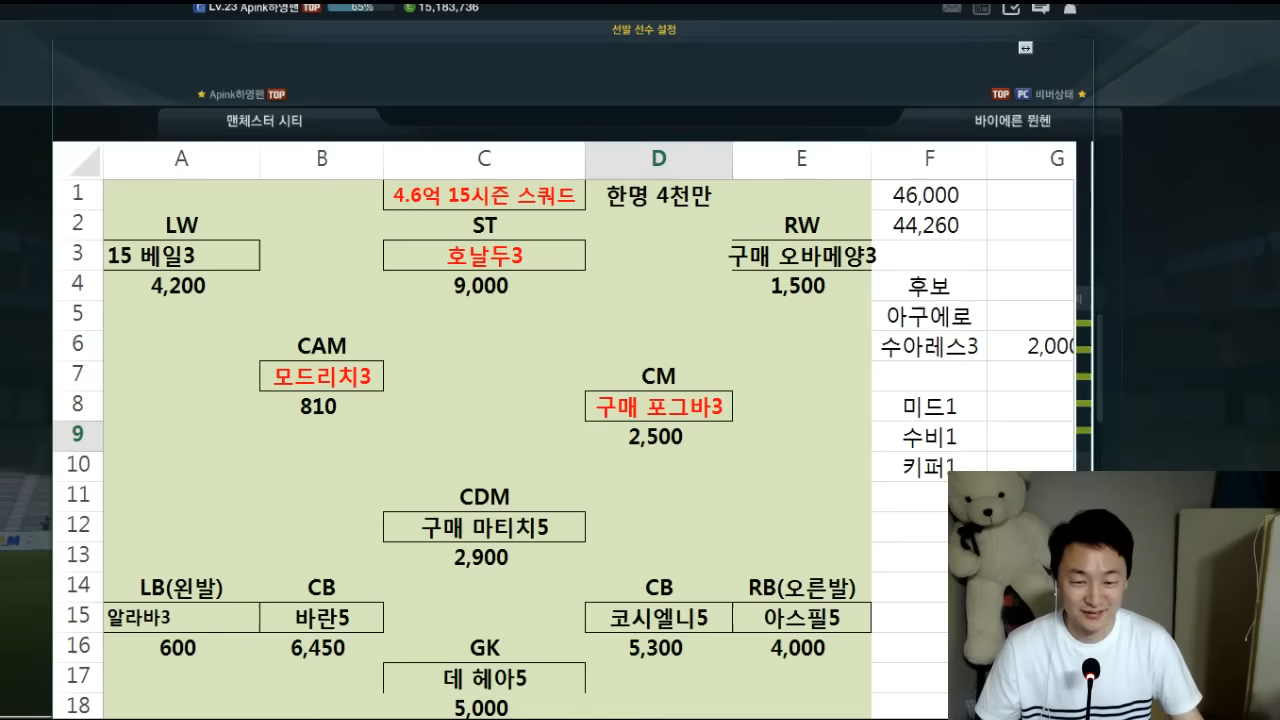 Lv.23 Apink하영팬 TOP 65% 15,183,736
선발 선수 설정
Apink하영팬 TOP
TOP PC 비버상태
맨체스터 시티
바이에른 뮌헨
A B C D E F G
1 4.6억 15시즌 스쿼드 한명 4천만 46,000
2 LW ST RW 44,260
3 15 베일3 호날두3 구매 오바메양3
4 4,200 9,000 1,500 후보
5 아구에로
6 CAM 수아레스3 2,000
7 모드리치3 CM
8 810 구매 포그바3 미드1
9 2,500 수비1
10 키퍼1
11 CDM
12 구매 마티치5
13 2,900
14 LB(왼발) CB CB RB(오른발)
15 알라바3 바란5 코시엘니5 아스필5
16 600 6,450 GK 5,300 4,000
17 데 헤아5
18 5,000